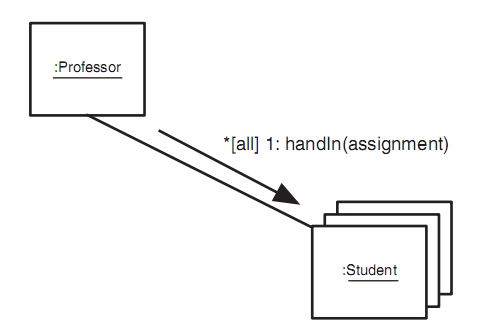 :Professor
*[all] 1: handIn(assignment)
:Student